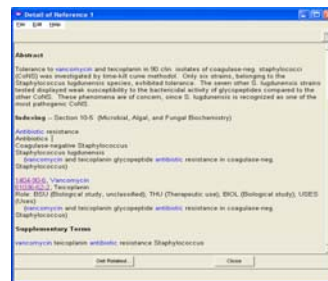 Detail of Reference 1
File Edit Help
Abstract
Tolerance to vancomycin and teicoplanin in 90 clin. isolates of coagulase-neg. staphylococci
(CoNS) was investigated by time-kill curve methodol. Only six strains, belonging to the
Staphylococcus lugdunensis species, exhibited tolerance. The seven other S. lugdunensis strains
tested displayed weak susceptibility to the bactericidal activity of glycopeptides compared to the
other CoNS. These phenomena are of concern, since S. lugdunensis is recognized as one of the
most pathogenic CoNS.
Indexing -- Section 10-5 (Microbial, Algal, and Fungal Biochemistry)
Antibiotic resistance
Antibiotics
Coagulase-negative Staphylococcus
Staphylococcus lugdunensis
(vancomycin and teicoplanin glycopeptide antibiotic resistance in coagulase-neg.
Staphylococcus)
1404-90-6, Vancomycin
61036-62-2, Teicoplanin
Role: BSU (Biological study, unclassified), THU (Therapeutic use), BIOL (Biological study), USES
(Uses)
(vancomycin and teicoplanin glycopeptide antibiotic resistance in coagulase-neg.
Staphylococcus)
Supplementary Terms
vancomycin teicoplanin antibiotic resistance Staphylococcus
Get Related...
Close